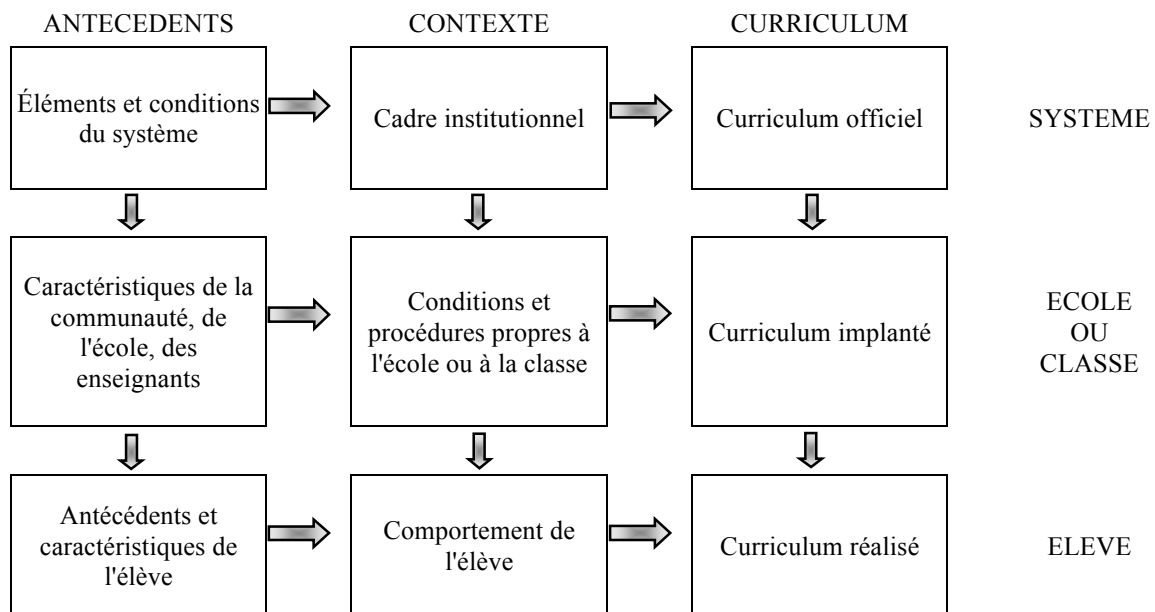 ANTECEDENTS
CONTEXTE
CURRICULUM
Éléments et conditions
du système
Cadre institutionnel
Curriculum officiel
SYSTEME
Caractéristiques de la
communauté, de
l'école, des
enseignants
Conditions et
procédures propres à
l'école ou à la classe
Curriculum implanté
ECOLE
OU
CLASSE
Antécédents et
caractéristiques de
l'élève
Comportement de
l'élève
Curriculum réalisé
ELEVE